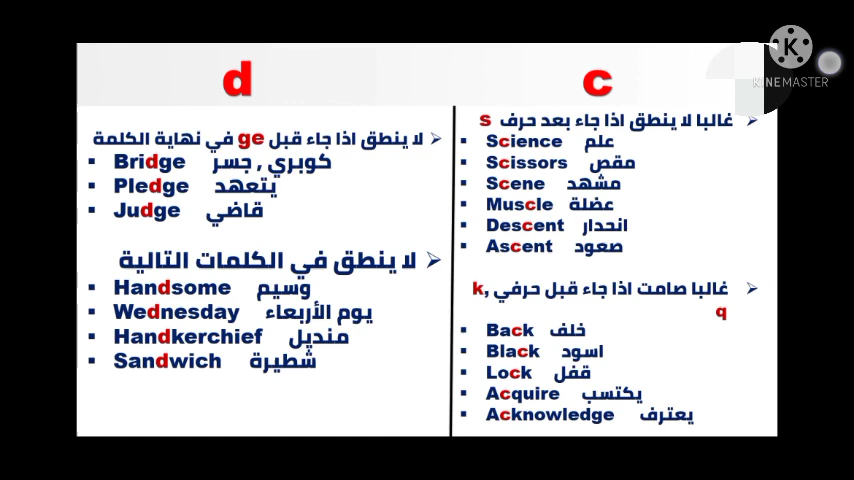 d
لا ينطق اذا جاء قبل ge في نهاية الكلمة
Bridge كوبري , جسر
Pledge يتعهد
Judge قاضي
لا ينطق في الكلمات التالية
Handsome وسيم
Wednesday يوم الأربعاء
Handkerchief منديل
Sandwich شطيرة
c
غالبا لا ينطق اذا جاء بعد حرف s
Science علم
Scissors مقص
Scene مشهد
Muscle عضلة
Descent انحدار
Ascent صعود
غالبا صامت اذا جاء قبل حرفي k,
q
Back خلف
Black اسود
Lock قفل
Acquire يكتسب
Acknowledge يعترف
K
KINEMASTER